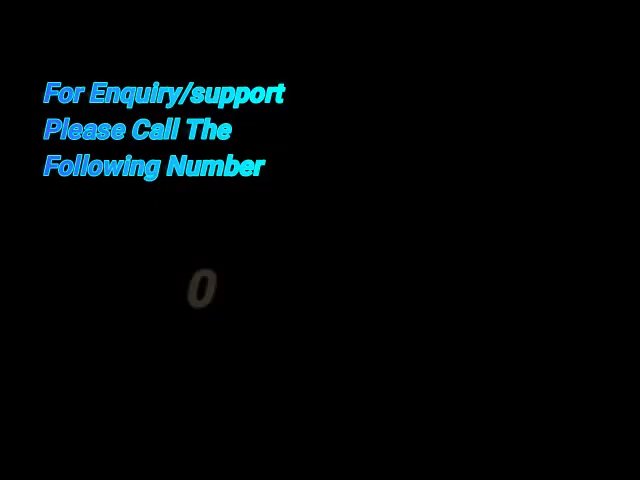 For Enquiry/support
Please Call The
Following Number
0